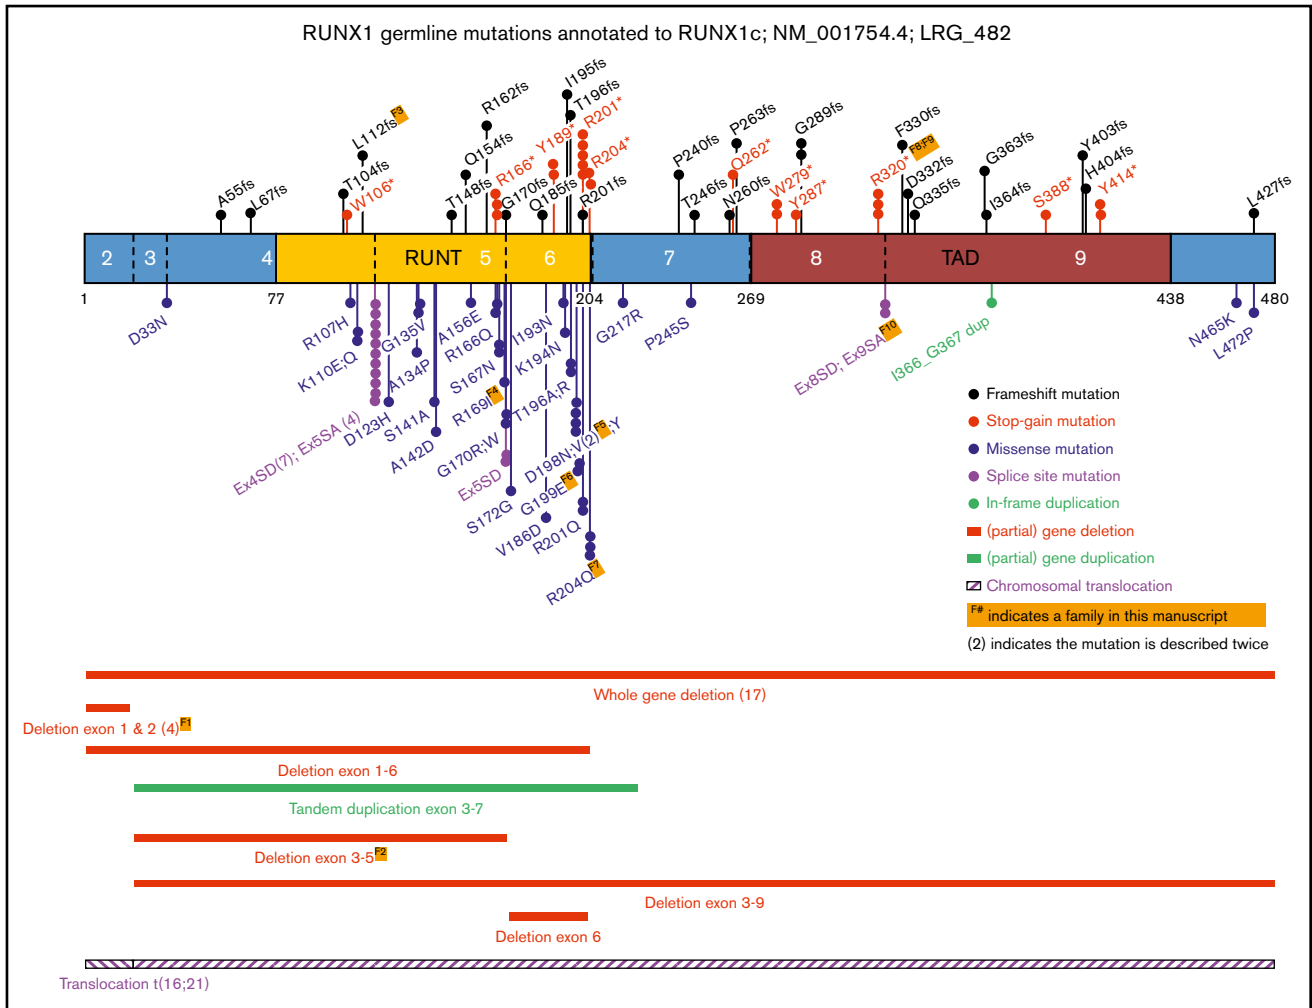 RUNX1 germline mutations annotated to RUNX1c; NM_001754.4; LRG_482
A55fs
L67fs
T104fs
W106*
L112fs F3
T148fs
Q154fs
R162fs
R166*
G170fs
Q185fs
Y189*
I195fs
T196fs
R201*
R201fs
R204*
P240fs
T246fs
N260fs
Q262*
P263fs
W279*
Y287*
G289fs
R320* F8,F9
F330fs
D332fs
Q335fs
G363fs
I364fs
S388*
Y403fs
H404fs
Y414*
L427fs
2 3 4 RUNT 5 6 7 8 TAD 9
1 77 204 269 438 480
D33N
R107H
K110E;Q
Ex4SD(7); Ex5SA (4)
D123H
A134P
G135V
S141A
A142D
A156E
R166Q
S167N
R169I F4
G170R;W
Ex5SD
S172G
V186D
I193N
K194N
T196A;R
D198N;V(2) F5;Y
G199E F6
R201Q
R204Q F7
G217R
P245S
Ex8SD; Ex9SA F10
I366_G367 dup
N465K
L472P
Frameshift mutation
Stop-gain mutation
Missense mutation
Splice site mutation
In-frame duplication
(partial) gene deletion
(partial) gene duplication
Chromosomal translocation
F# indicates a family in this manuscript
(2) indicates the mutation is described twice
Whole gene deletion (17)
Deletion exon 1 & 2 (4) F1
Deletion exon 1-6
Tandem duplication exon 3-7
Deletion exon 3-5 F2
Deletion exon 3-9
Deletion exon 6
Translocation t(16;21)